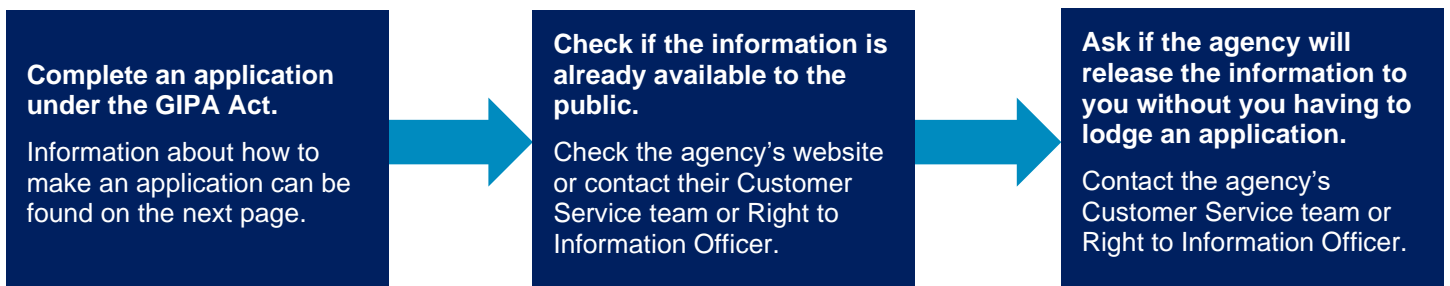 Complete an application
under the GIPA Act.
Information about how to
make an application can be
found on the next page.
Check if the information is
already available to the
public.
Check the agency's website
or contact their Customer
Service team or Right to
Information Officer.
Ask if the agency will
release the information to
you without you having to
lodge an application.
Contact the agency's
Customer Service team or
Right to Information Officer.